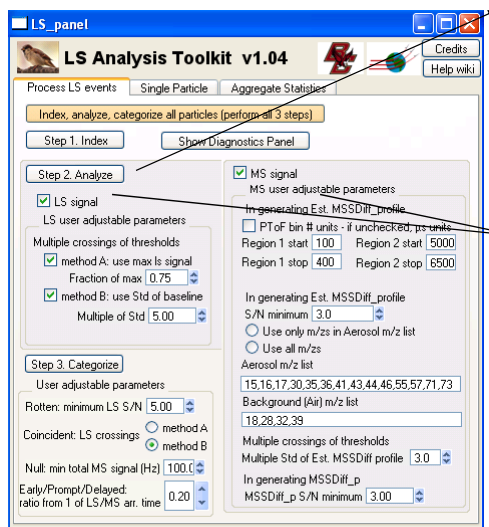 LS_panel
LS Analysis Toolkit v1.04
Credits
Help wiki
Process LS events
Single Particle
Aggregate Statistics
Index, analyze, categorize all particles (perform all 3 steps)
Step 1. Index
Show Diagnostics Panel
Step 2. Analyze
LS signal
LS user adjustable parameters
Multiple crossings of thresholds
method A: use max ls signal
Fraction of max 0.75
method B: use Std of baseline
Multiple of Std 5.00
Step 3. Categorize
User adjustable parameters
Rotten: minimum LS S/N 5.00
Coincident: LS crossings
method A
method B
Null: min total MS signal (Hz) 100.0
Early/Prompt/Delayed:
ratio from 1 of LS/MS arr. time 0.20
MS signal
MS user adjustable parameters
In generating Est. MSSDiff_profile
PToF bin # units - if unchecked, µs units
Region 1 start 100 Region 2 start 5000
Region 1 stop 400 Region 2 stop 6500
In generating Est. MSSDiff_profile
S/N minimum 3.0
Use only m/zs in Aerosol m/z list
Use all m/zs
Aerosol m/z list
15,16,17,30,35,36,41,43,44,46,55,57,71,73
Background (Air) m/z list
18,28,32,39
Multiple crossings of thresholds
Multiple Std of Est. MSSDiff profile 3.0
In generating MSSDiff_p
MSSDiff_p S/N minimum 3.00